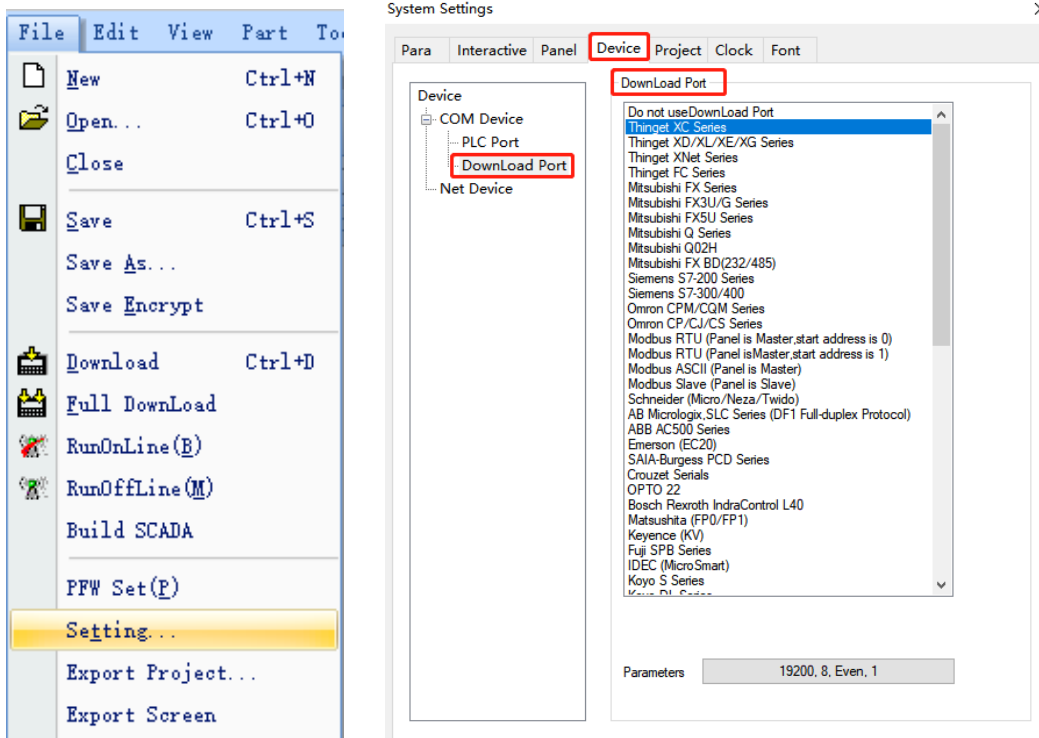 File Edit View Part To
New Ctrl+N
Open... Ctrl+O
Close
Save Ctrl+S
Save As...
Save Encrypt
Download Ctrl+D
Full DownLoad
RunOnLine(B)
RunOffLine(M)
Build SCADA
PFW Set(P)
Setting...
Export Project...
Export Screen
System Settings
Para Interactive Panel Device Project Clock Font
Device
COM Device
PLC Port
DownLoad Port
Net Device
DownLoad Port
Do not useDownLoad Port
Thinget XC Series
Thinget XD/XL/XE/XG Series
Thinget XNet Series
Thinget FC Series
Mitsubishi FX Series
Mitsubishi FX3U/G Series
Mitsubishi FX5U Series
Mitsubishi Q Series
Mitsubishi Q02H
Mitsubishi FX BD(232/485)
Siemens S7-200 Series
Siemens S7-300/400
Omron CPM/CQM Series
Omron CP/CJ/CS Series
Modbus RTU (Panel is Master,start address is 0)
Modbus RTU (Panel isMaster,start address is 1)
Modbus ASCII (Panel is Master)
Modbus Slave (Panel is Slave)
Schneider (Micro/Neza/Twido)
AB Micrologix,SLC Series (DF1 Full-duplex Protocol)
ABB AC500 Series
Emerson (EC20)
SAIA-Burgess PCD Series
Crouzet Serials
OPTO 22
Bosch Rexroth IndraControl L40
Matsushita (FP0/FP1)
Keyence (KV)
Fuji SPB Series
IDEC (MicroSmart)
Koyo S Series
Parameters 19200, 8, Even, 1